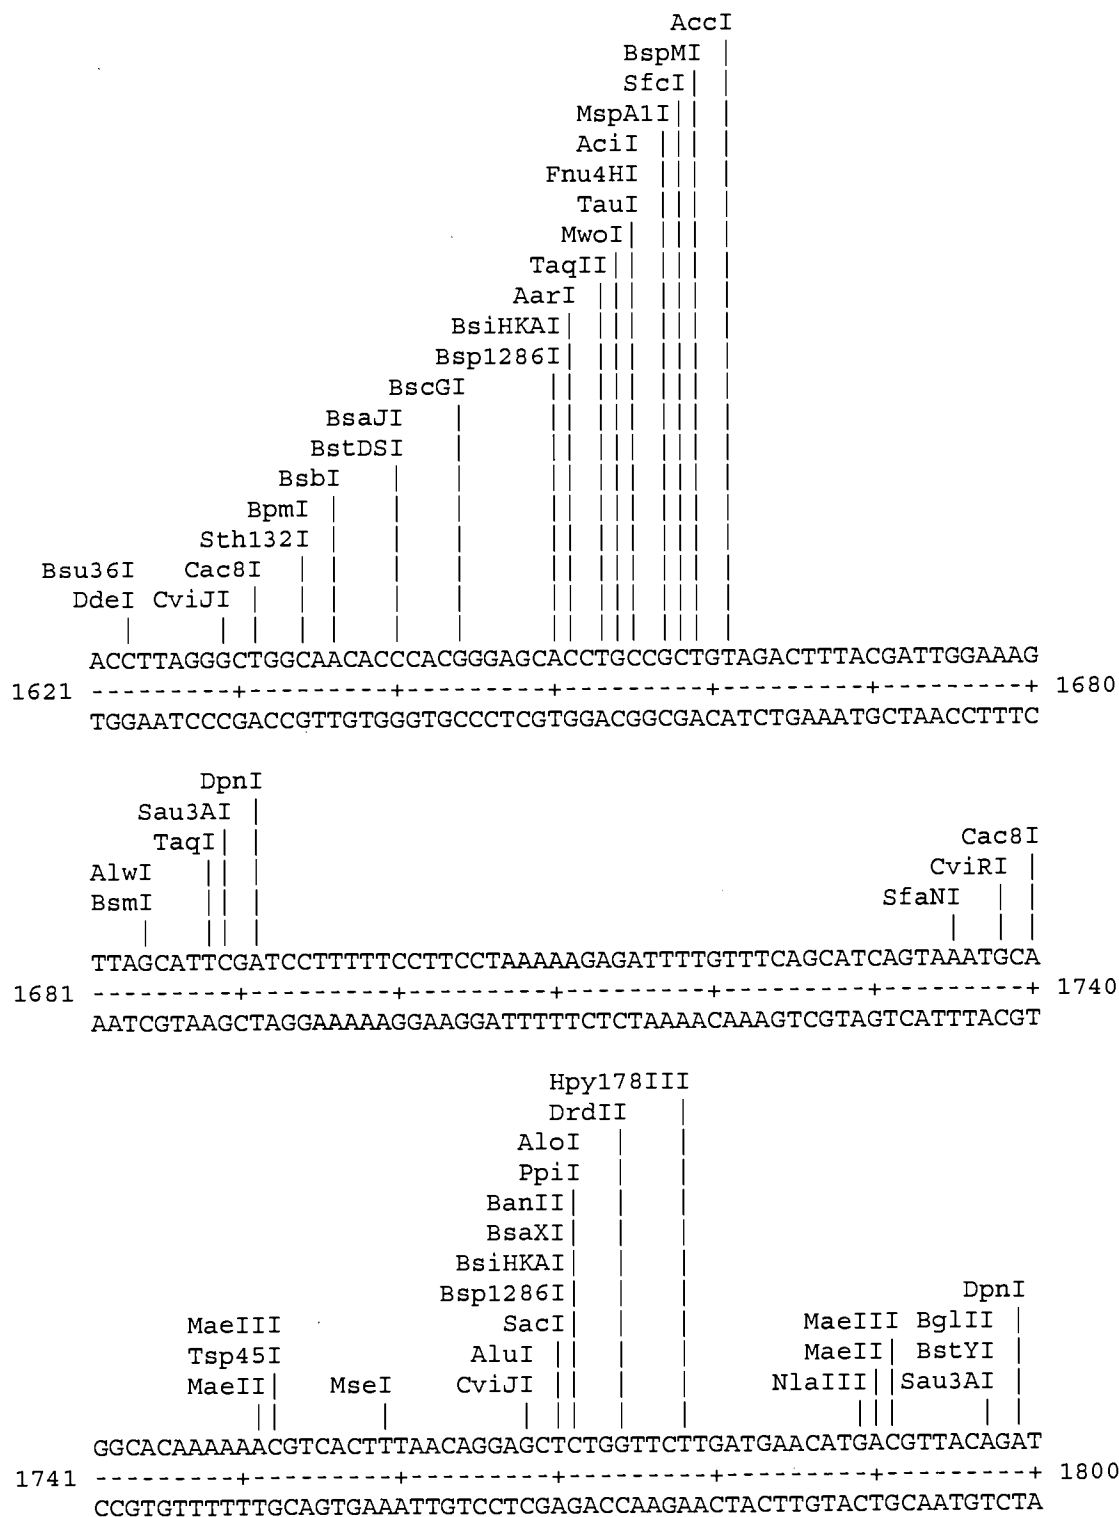 AccI
BspMI
SfcI
MspA1I
AciI
Fnu4HI
TauI
MwoI
TaqII
AarI
BsiHKAI
Bsp1286I
BscGI
BsaJI
BstDSI
BsbI
BpmI
Sth132I
Bsu36I Cac8I
DdeI CviJI
ACCTTAGGGCTGGCAACACCCACGGGAGCACCTGCCGCTGTAGACTTTACGATTGGAAAG
1621 ---------+---------+---------+---------+---------+---------+ 1680
TGGAATCCCGACCGTTGTGGGTGCCCTCGTGGACGGCGACATCTGAAATGCTAACCTTTC
DpnI
Sau3AI
TaqI Cac8I
AlwI CviRI
BsmI SfaNI
TTAGCATTCGATCCTTTTTCCTTCCTAAAAAGAGATTTTGTTTCAGCATCAGTAAATGCA
1681 ---------+---------+---------+---------+---------+---------+ 1740
AATCGTAAGCTAGGAAAAAGGAAGGATTTTTCTCTAAAACAAAGTCGTAGTCATTTACGT
Hpy178III
DrdII
AloI
PpiI
BanII
BsaXI
BsiHKAI
Bsp1286I DpnI
MaeIII SacI MaeIII BglII
Tsp45I AluI MaeII BstYI
MaeII MseI CviJI NlaIII Sau3AI
GGCACAAAAAACGTCACTTTAACAGGAGCTCTGGTTCTTGATGAACATGACGTTACAGAT
1741 ---------+---------+---------+---------+---------+---------+ 1800
CCGTGTTTTTTGCAGTGAAATTGTCCTCGAGACCAAGAACTACTTGTACTGCAATGTCTA